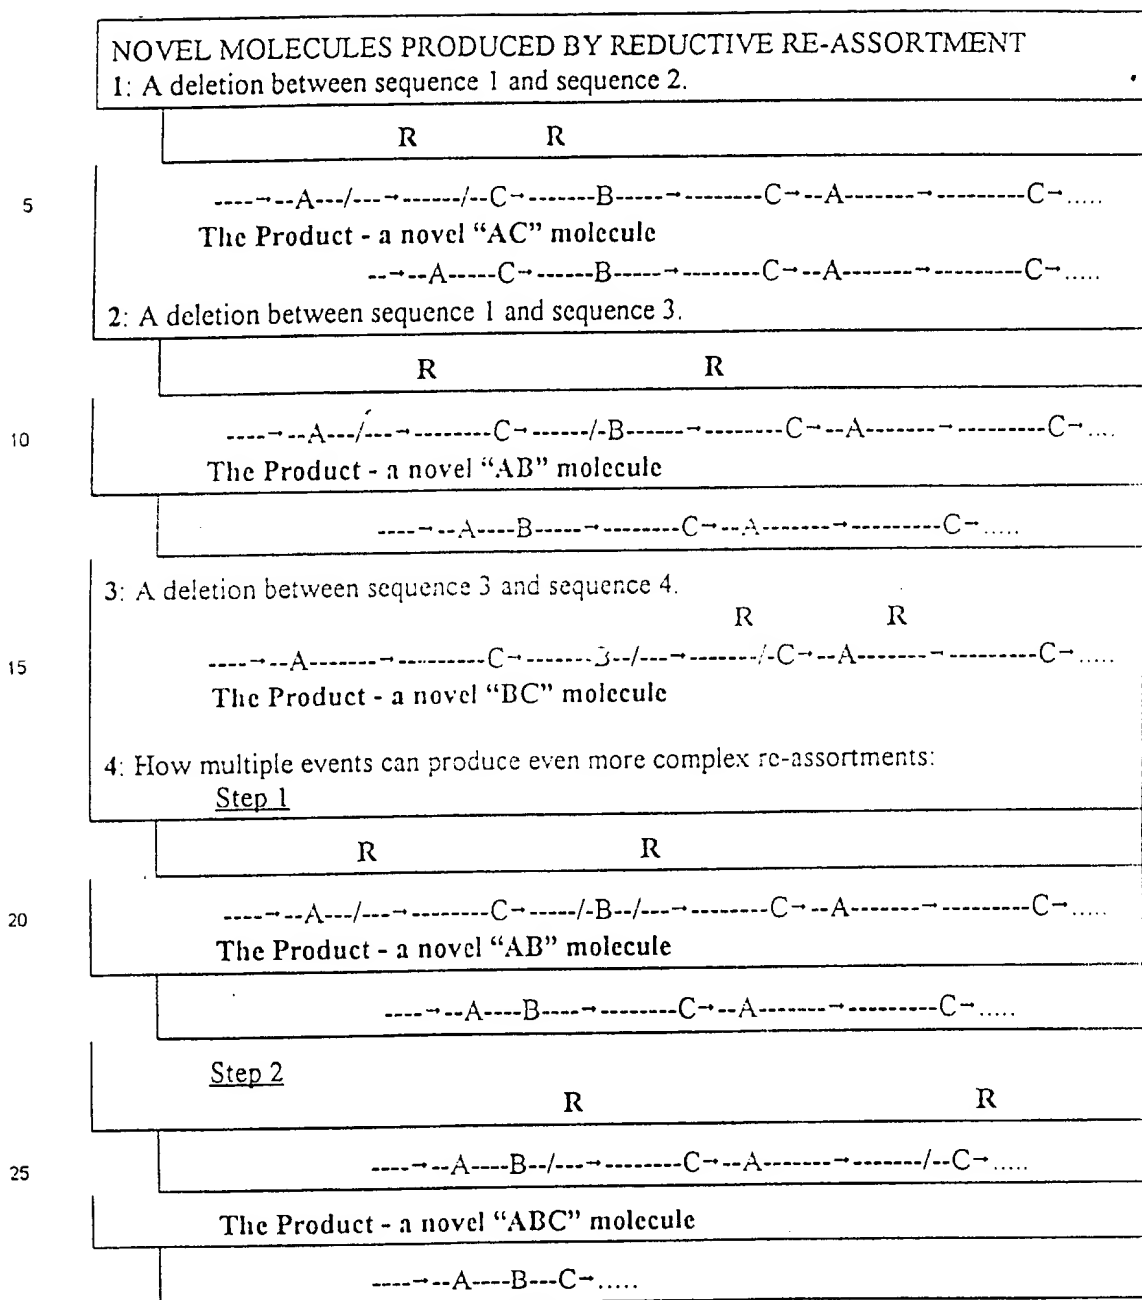 NOVEL MOLECULES PRODUCED BY REDUCTIVE RE-ASSORTMENT
1: A deletion between sequence 1 and sequence 2.
R R
5 ----→--A---/---→------/--C→-------B-----→--------C→--A-------→---------C→.....
The Product - a novel “AC” molecule
--→--A-----C→------B-----→--------C→--A-------→---------C→.....
2: A deletion between sequence 1 and sequence 3.
R R
10 ----→--A---/---→--------C→------/-B------→--------C→--A-------→---------C→....
The Product - a novel “AB” molecule
----→--A----B-----→--------C→--A-------→---------C→.....
3: A deletion between sequence 3 and sequence 4.
R R
15 ----→--A-------→---------C→-------B--/---→-------/-C→--A-------→---------C→.....
The Product - a novel “BC” molecule
4: How multiple events can produce even more complex re-assortments:
Step 1
R R
20 ----→--A---/---→--------C→-----/-B--/---→--------C→--A-------→---------C→.....
The Product - a novel “AB” molecule
----→--A----B----→--------C→--A-------→---------C→.....
Step 2
R R
25 ----→--A----B--/---→--------C→--A-------→-------/--C→.....
The Product - a novel “ABC” molecule
----→--A----B---C→.....